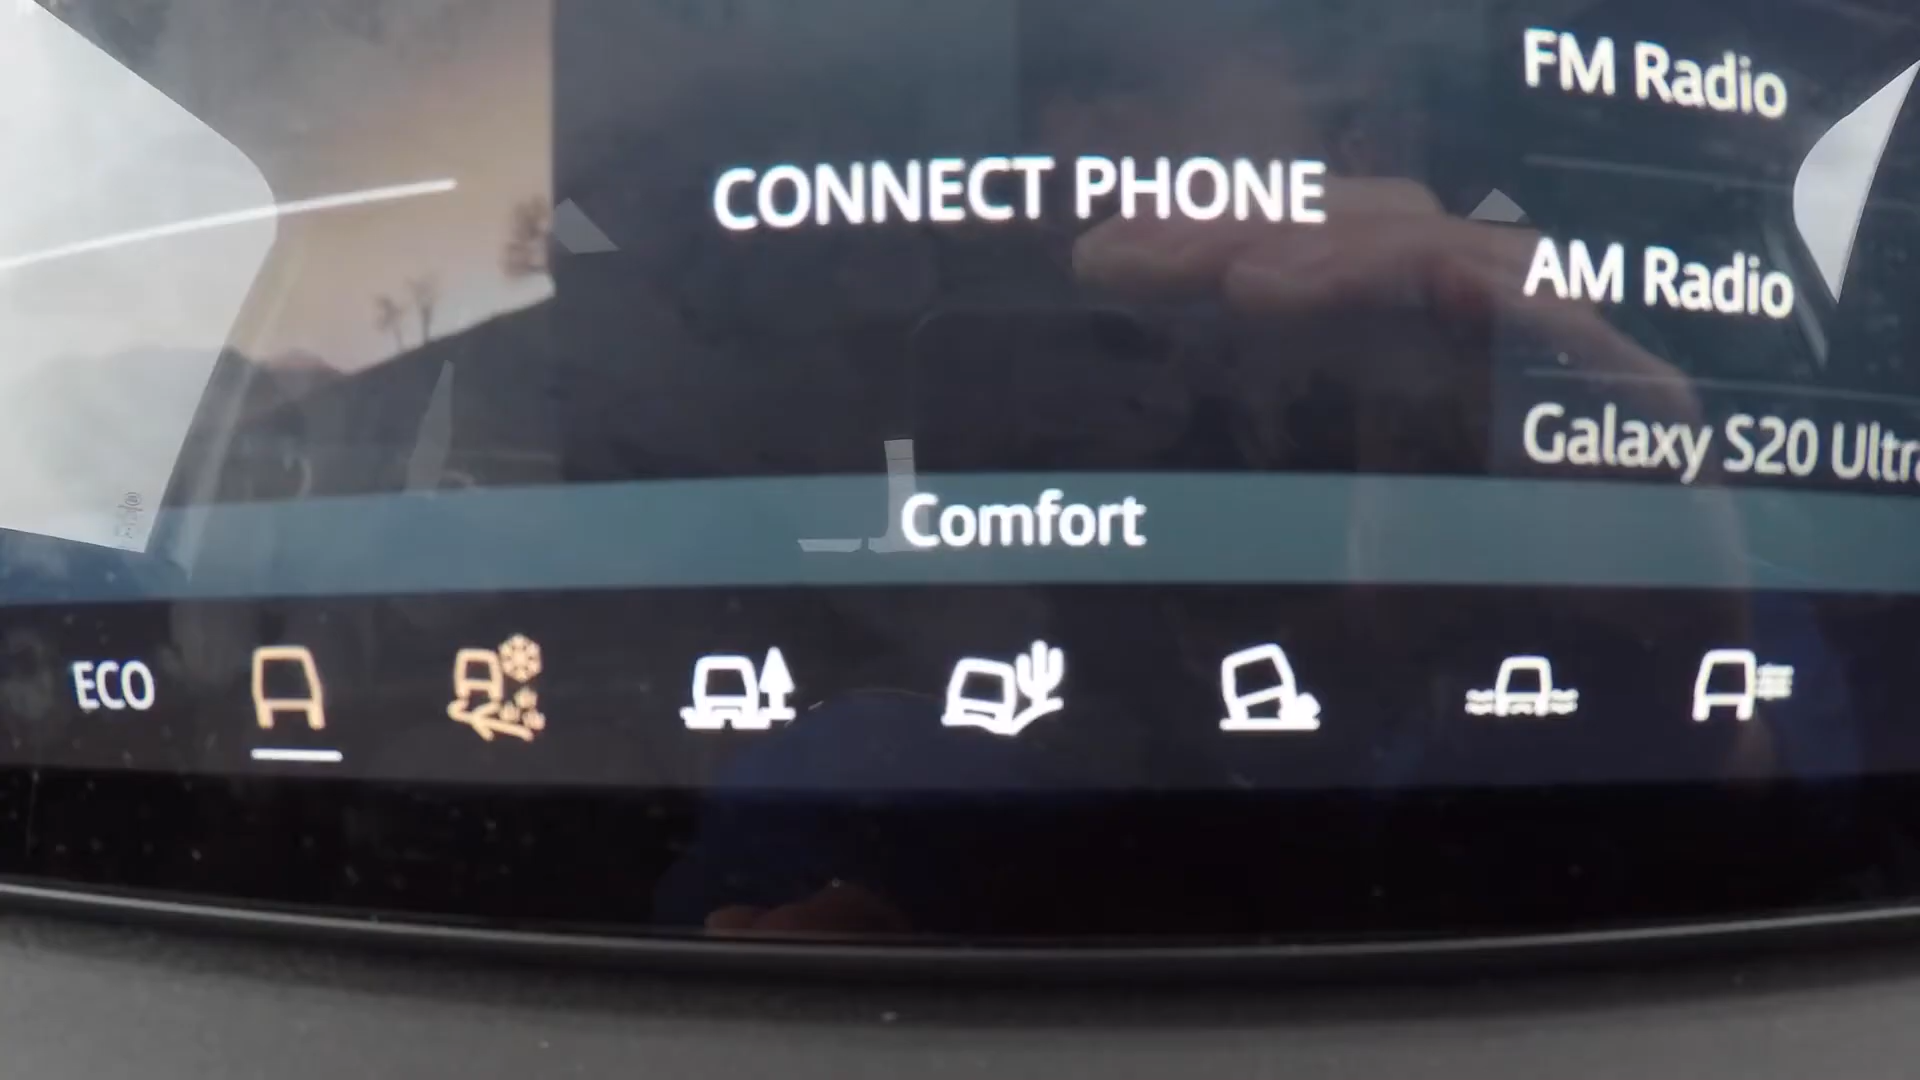 FM Radio
CONNECT PHONE
AM Radio
Galaxy S20 Ultra
Comfort
ECO